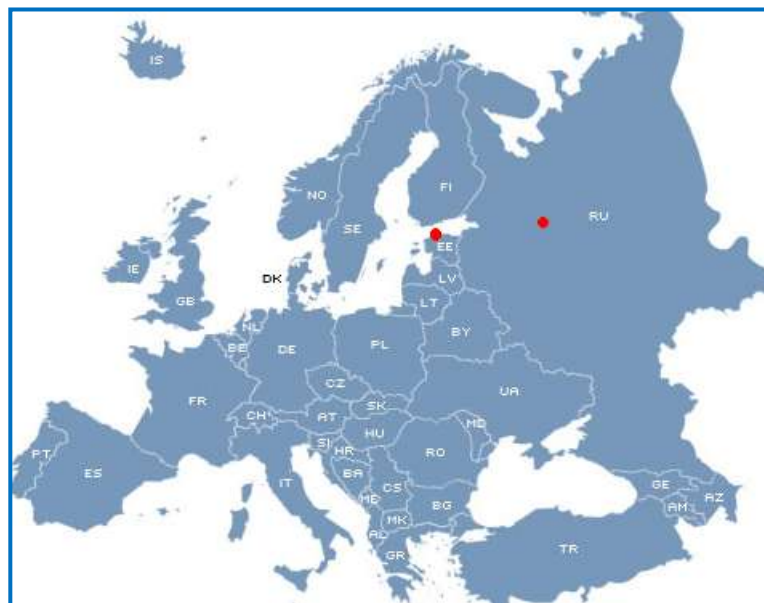 IS
FI
NO
RU
SE
EE
IE
DK
LV
GB
LT
NL
BY
BE
DE
PL
CZ
UA
FR
SK
CH
AT
MD
HU
SI
HR
RO
PT
BA
ES
IT
CS
GE
ME
BG
AZ
AM
MK
AL
TR
GR